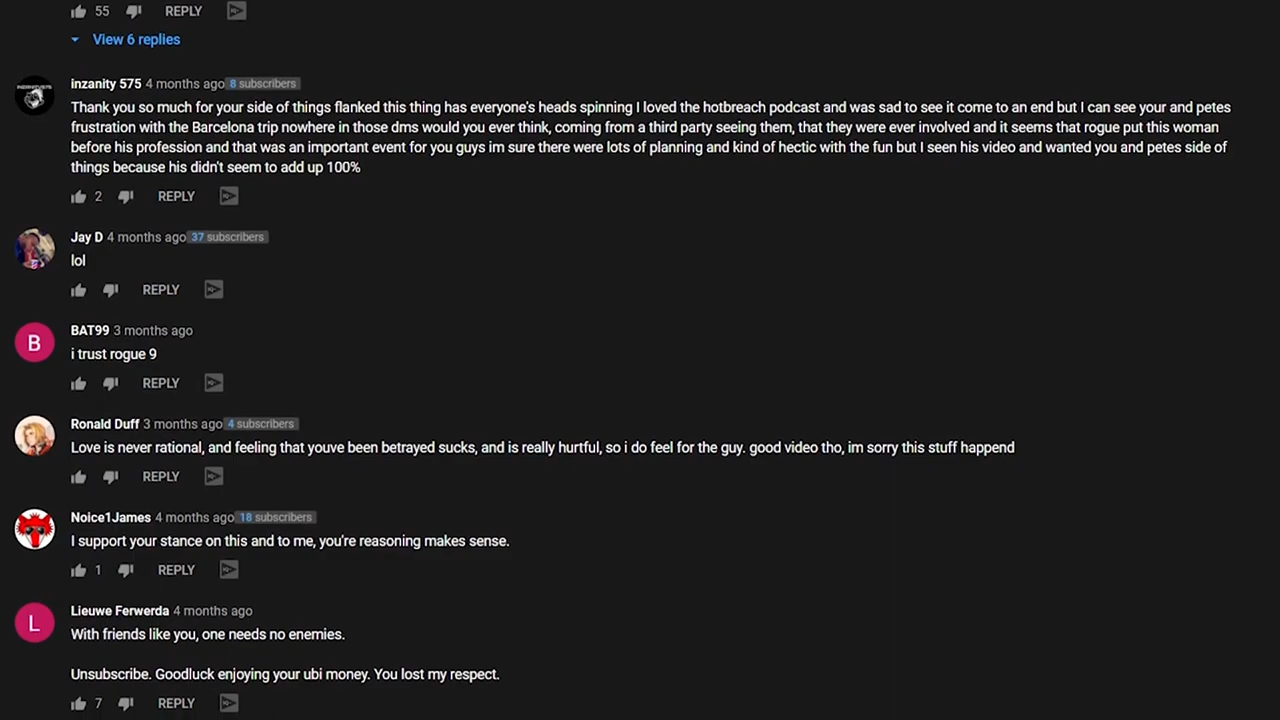 55 REPLY
View 6 replies
inzanity 575 4 months ago 8 subscribers
Thank you so much for your side of things flanked this thing has everyone's heads spinning I loved the hotbreach podcast and was sad to see it come to an end but I can see your and petes
frustration with the Barcelona trip nowhere in those dms would you ever think, coming from a third party seeing them, that they were ever involved and it seems that rogue put this woman
before his profession and that was an important event for you guys im sure there were lots of planning and kind of hectic with the fun but I seen his video and wanted you and petes side of
things because his didn't seem to add up 100%
2 REPLY
Jay D 4 months ago 37 subscribers
lol
REPLY
B
BAT99 3 months ago
i trust rogue 9
REPLY
Ronald Duff 3 months ago 4 subscribers
Love is never rational, and feeling that youve been betrayed sucks, and is really hurtful, so i do feel for the guy. good video tho, im sorry this stuff happend
REPLY
Noice1James 4 months ago 18 subscribers
I support your stance on this and to me, you're reasoning makes sense.
1 REPLY
L
Lieuwe Ferwerda 4 months ago
With friends like you, one needs no enemies.
Unsubscribe. Goodluck enjoying your ubi money. You lost my respect.
7 REPLY